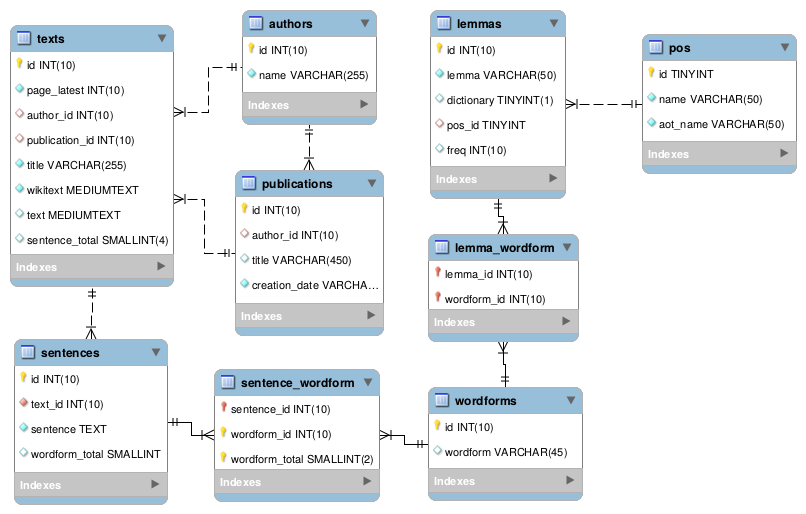 texts
id INT(10)
page_latest INT(10)
author_id INT(10)
publication_id INT(10)
title VARCHAR(255)
wikitext MEDIUMTEXT
text MEDIUMTEXT
sentence_total SMALLINT(4)
Indexes
authors
id INT(10)
name VARCHAR(255)
Indexes
publications
id INT(10)
author_id INT(10)
title VARCHAR(450)
creation_date VARCHA...
Indexes
lemmas
id INT(10)
lemma VARCHAR(50)
dictionary TINYINT(1)
pos_id TINYINT
freq INT(10)
Indexes
pos
id TINYINT
name VARCHAR(50)
aot_name VARCHAR(50)
Indexes
lemma_wordform
lemma_id INT(10)
wordform_id INT(10)
Indexes
sentences
id INT(10)
text_id INT(10)
sentence TEXT
wordform_total SMALLINT
Indexes
sentence_wordform
sentence_id INT(10)
wordform_id INT(10)
wordform_total SMALLINT(2)
Indexes
wordforms
id INT(10)
wordform VARCHAR(45)
Indexes